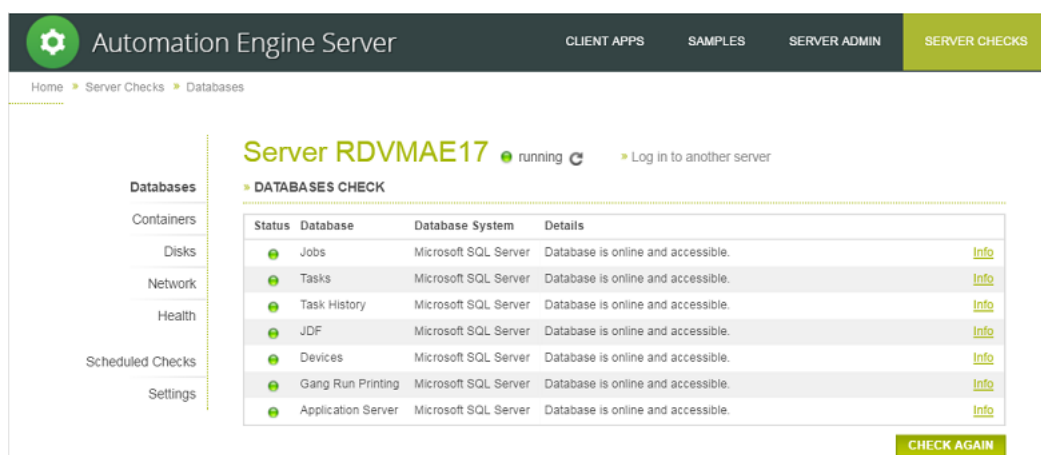 Automation Engine Server
CLIENT APPS SAMPLES SERVER ADMIN SERVER CHECKS
Home » Server Checks » Databases
Server RDVMAE17 running » Log in to another server
Databases
Containers
Disks
Network
Health
Scheduled Checks
Settings
» DATABASES CHECK
Status Database Database System Details
Jobs Microsoft SQL Server Database is online and accessible. Info
Tasks Microsoft SQL Server Database is online and accessible. Info
Task History Microsoft SQL Server Database is online and accessible. Info
JDF Microsoft SQL Server Database is online and accessible. Info
Devices Microsoft SQL Server Database is online and accessible. Info
Gang Run Printing Microsoft SQL Server Database is online and accessible. Info
Application Server Microsoft SQL Server Database is online and accessible. Info
CHECK AGAIN